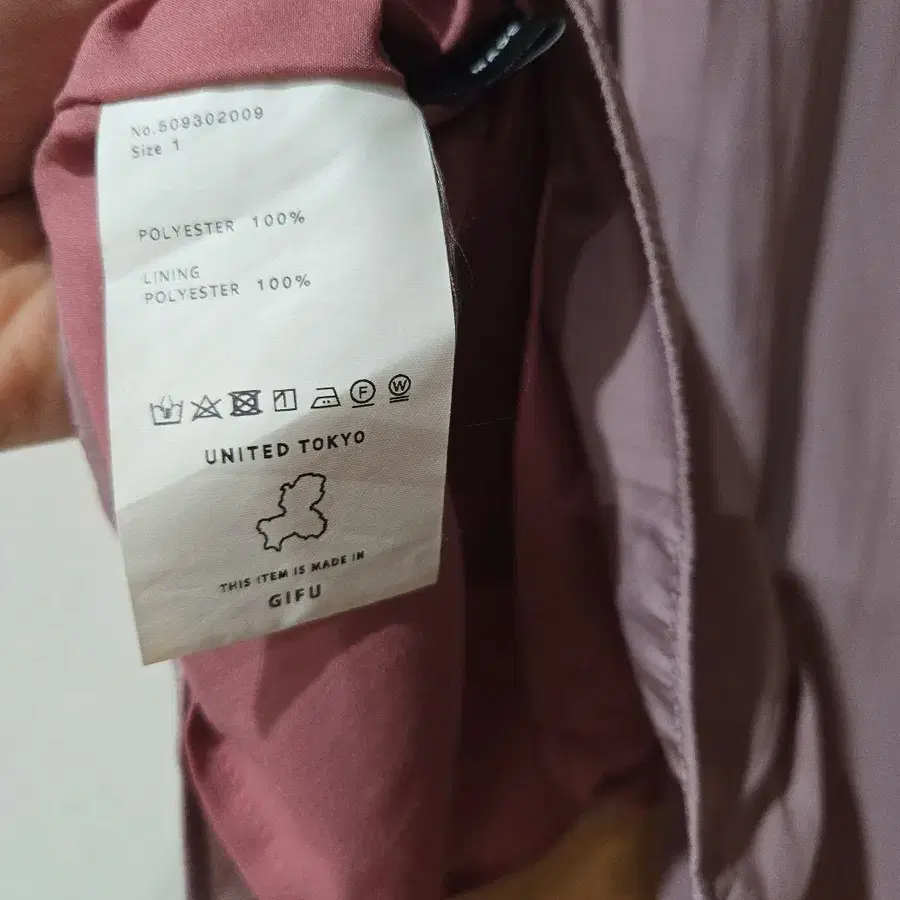 No.509302009
Size 1
POLYESTER 100%
LINING
POLYESTER 100%
F W
UNITED TOKYO
THIS ITEM IS MADE IN
GIFU